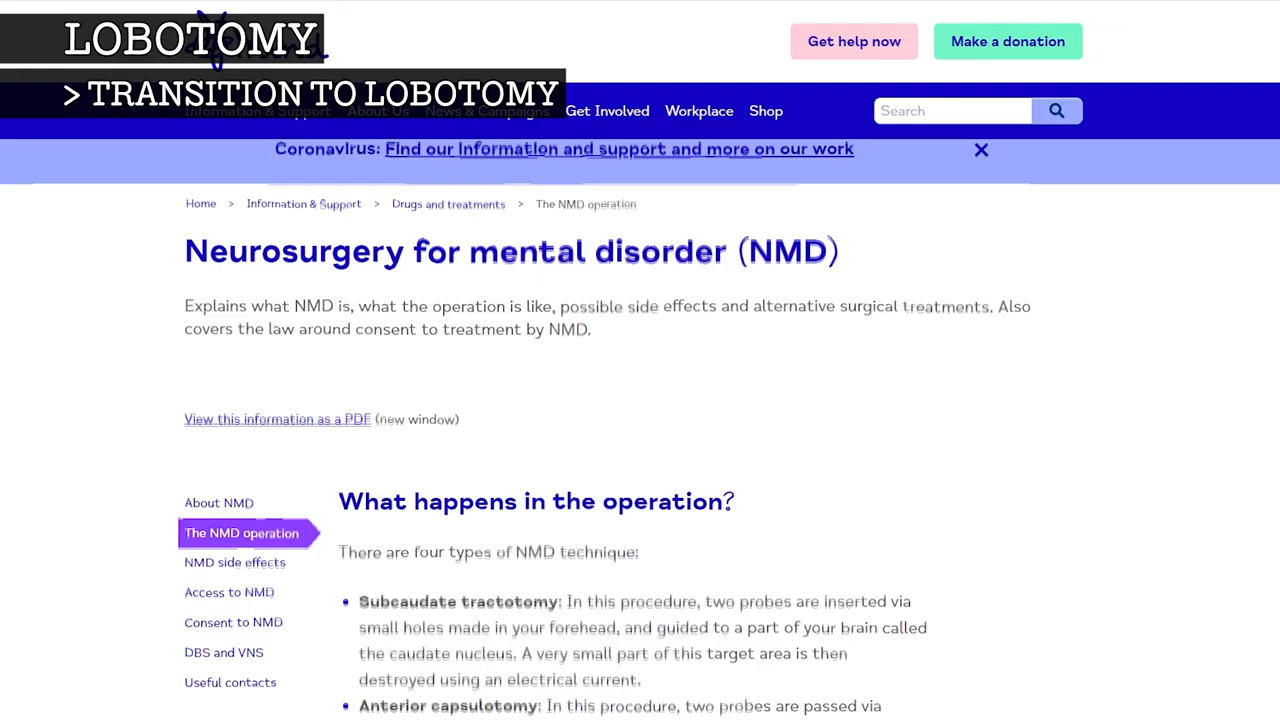 LOBOTOMY
> TRANSITION TO LOBOTOMY
Get help now
Make a donation
Information & Support About Us News & Campaigns Get Involved Workplace Shop
Search
Coronavirus: Find our information and support and more on our work
Home > Information & Support > Drugs and treatments > The NMD operation
Neurosurgery for mental disorder (NMD)
Explains what NMD is, what the operation is like, possible side effects and alternative surgical treatments. Also
covers the law around consent to treatment by NMD.
View this information as a PDF (new window)
About NMD
The NMD operation
NMD side effects
Access to NMD
Consent to NMD
DBS and VNS
Useful contacts
What happens in the operation?
There are four types of NMD technique:
• Subcaudate tractotomy: In this procedure, two probes are inserted via
small holes made in your forehead, and guided to a part of your brain called
the caudate nucleus. A very small part of this target area is then
destroyed using an electrical current.
• Anterior capsulotomy: In this procedure, two probes are passed via